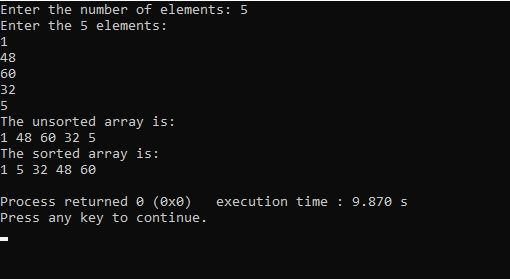 Enter the number of elements: 5
Enter the 5 elements:
1
48
60
32
5
The unsorted array is:
1 48 60 32 5
The sorted array is:
1 5 32 48 60
Process returned 0 (0x0)   execution time : 9.870 s
Press any key to continue.